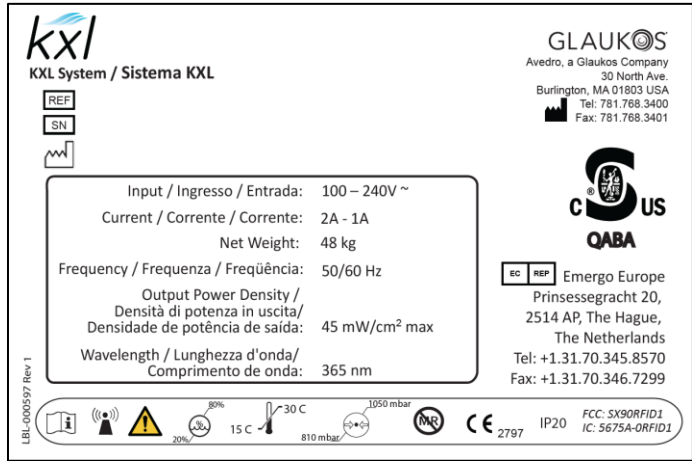 kxl
KXL System / Sistema KXL
REF
SN
GLAUKOS
Avedro, a Glaukos Company
30 North Ave.
Burlington, MA 01803 USA
Tel: 781.768.3400
Fax: 781.768.3401
Input / Ingresso / Entrada: 100 – 240V ~
Current / Corrente / Corrente: 2A - 1A
Net Weight: 48 kg
Frequency / Frequenza / Freqüência: 50/60 Hz
Output Power Density /
Densità di potenza in uscita/
Densidade de potência de saída: 45 mW/cm² max
Wavelength / Lunghezza d'onda/
Comprimento de onda: 365 nm
® C S US
QABA
EC REP Emergo Europe
Prinsessegracht 20,
2514 AP, The Hague,
The Netherlands
Tel: +1.31.70.345.8570
Fax: +1.31.70.346.7299
LBL-000597 Rev 1
i
20% 80%
15 C 30 C
810 mbar 1050 mbar
MR
CE 2797
IP20
FCC: SX90RFID1
IC: 5675A-0RFID1